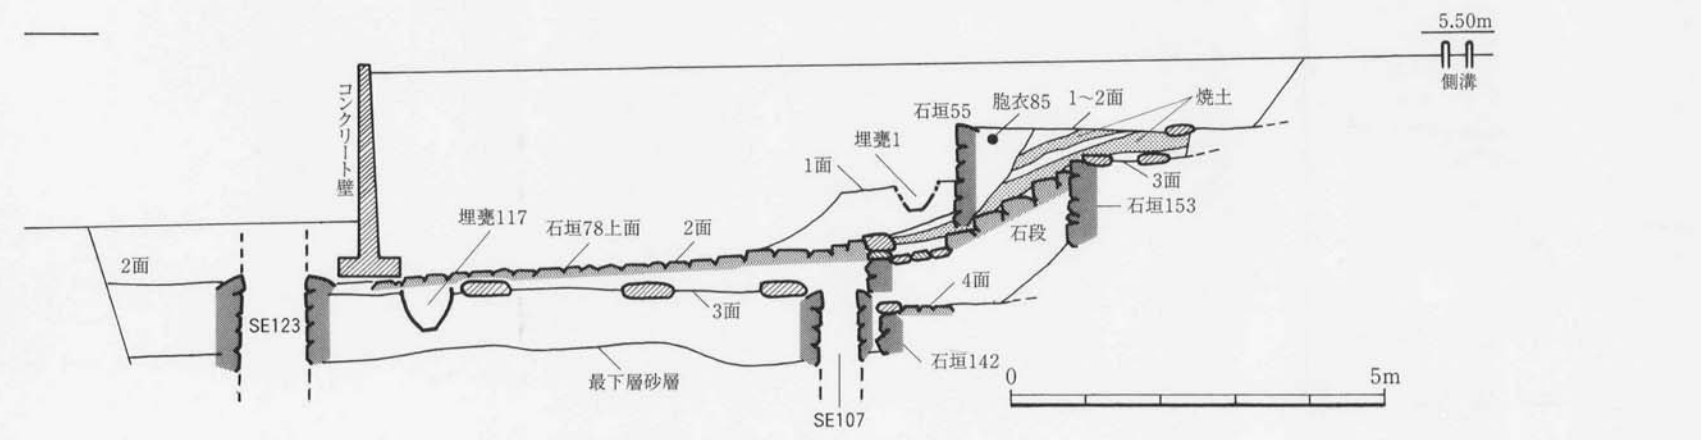 5.50m
側溝
コンクリート壁
石垣55
胞衣85
1〜2面
焼土
埋甕1
1面
3面
石垣153
埋甕117
石垣78上面
2面
石段
2面
4面
SE123
3面
石垣142
最下層砂層
SE107
0
5m